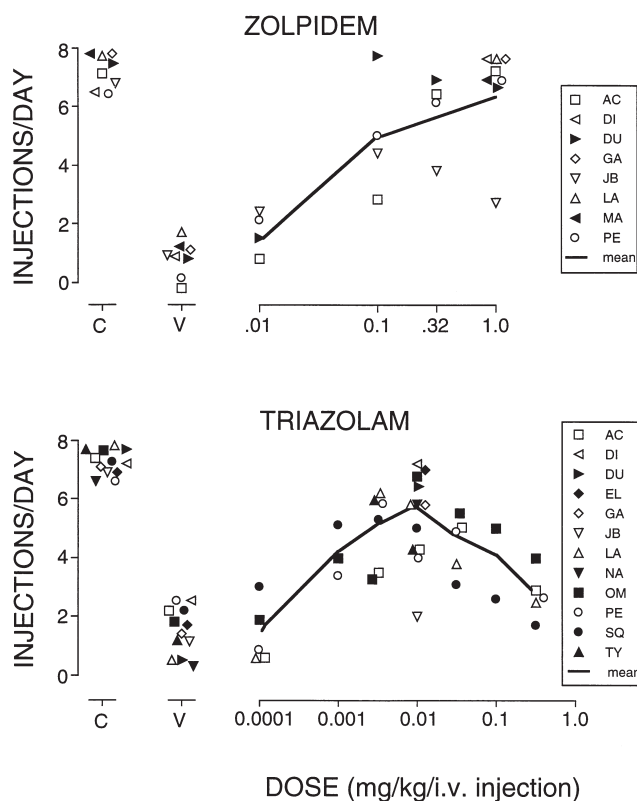 ZOLPIDEM
INJECTIONS/DAY
8
6
4
2
0
C
V
.01
0.1
.32
1.0
AC
DI
DU
GA
JB
LA
MA
PE
mean
TRIAZOLAM
INJECTIONS/DAY
8
6
4
2
0
C
V
0.0001
0.001
0.01
0.1
1.0
AC
DI
DU
EL
GA
JB
LA
NA
OM
PE
SQ
TY
mean
DOSE (mg/kg/i.v. injection)